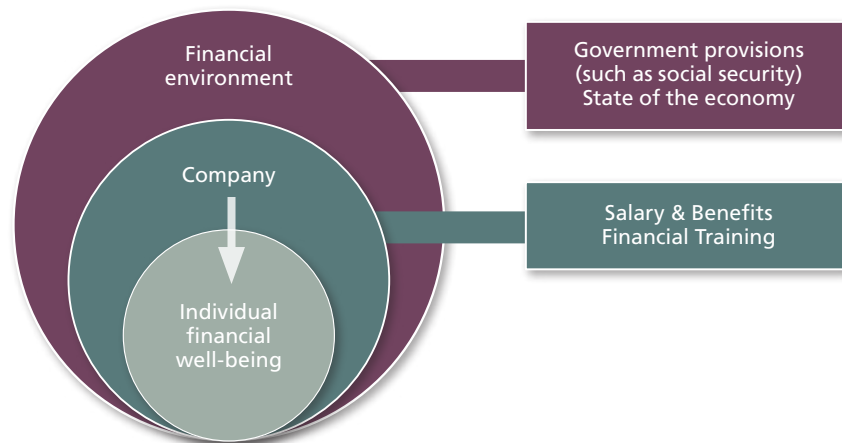 Financial
environment
Government provisions
(such as social security)
State of the economy
Company
Salary & Benefits
Financial Training
Individual
financial
well-being